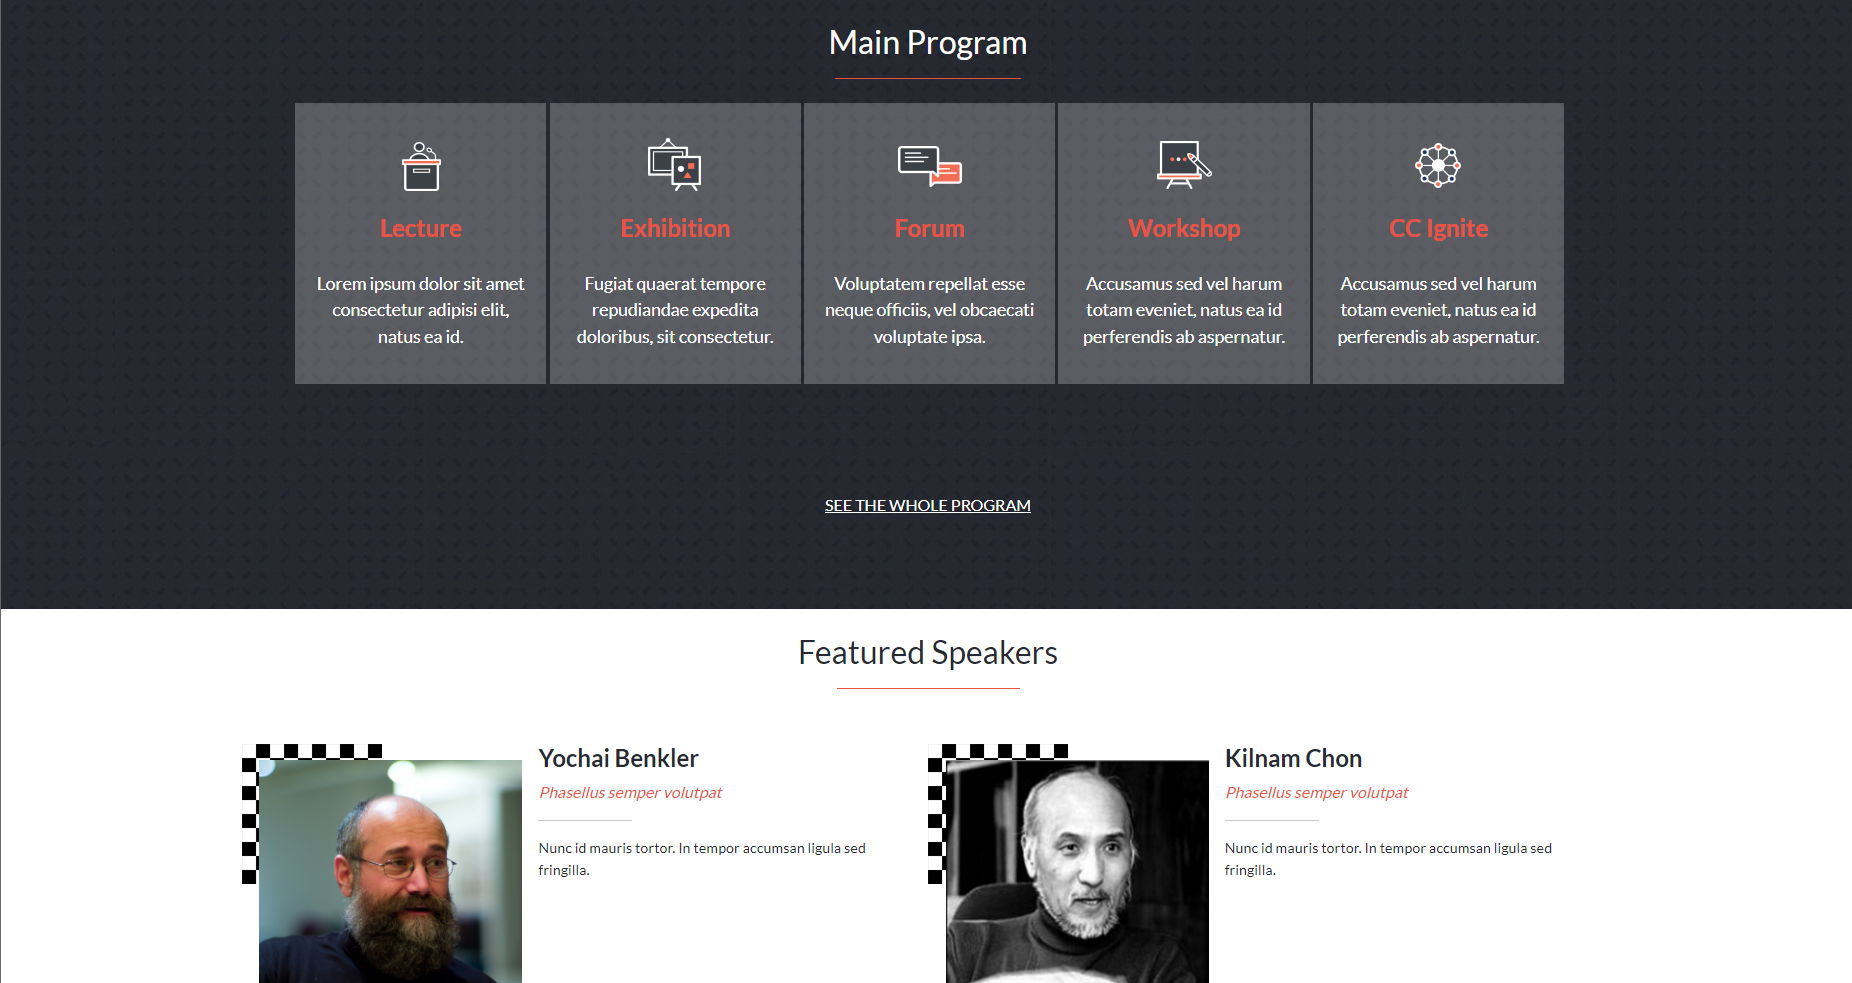 Main Program
Lecture
Lorem ipsum dolor sit amet
consectetur adipisi elit,
natus ea id.
Exhibition
Fugiat quaerat tempore
repudiandae expedita
doloribus, sit consectetur.
Forum
Voluptatem repellat esse
neque officiis, vel obcaecati
voluptate ipsa.
Workshop
Accusamus sed vel harum
totam eveniet, natus ea id
perferendis ab aspernatur.
CC Ignite
Accusamus sed vel harum
totam eveniet, natus ea id
perferendis ab aspernatur.
SEE THE WHOLE PROGRAM
Featured Speakers
Yochai Benkler
Phasellus semper volutpat
Nunc id mauris tortor. In tempor accumsan ligula sed
fringilla.
Kilnam Chon
Phasellus semper volutpat
Nunc id mauris tortor. In tempor accumsan ligula sed
fringilla.